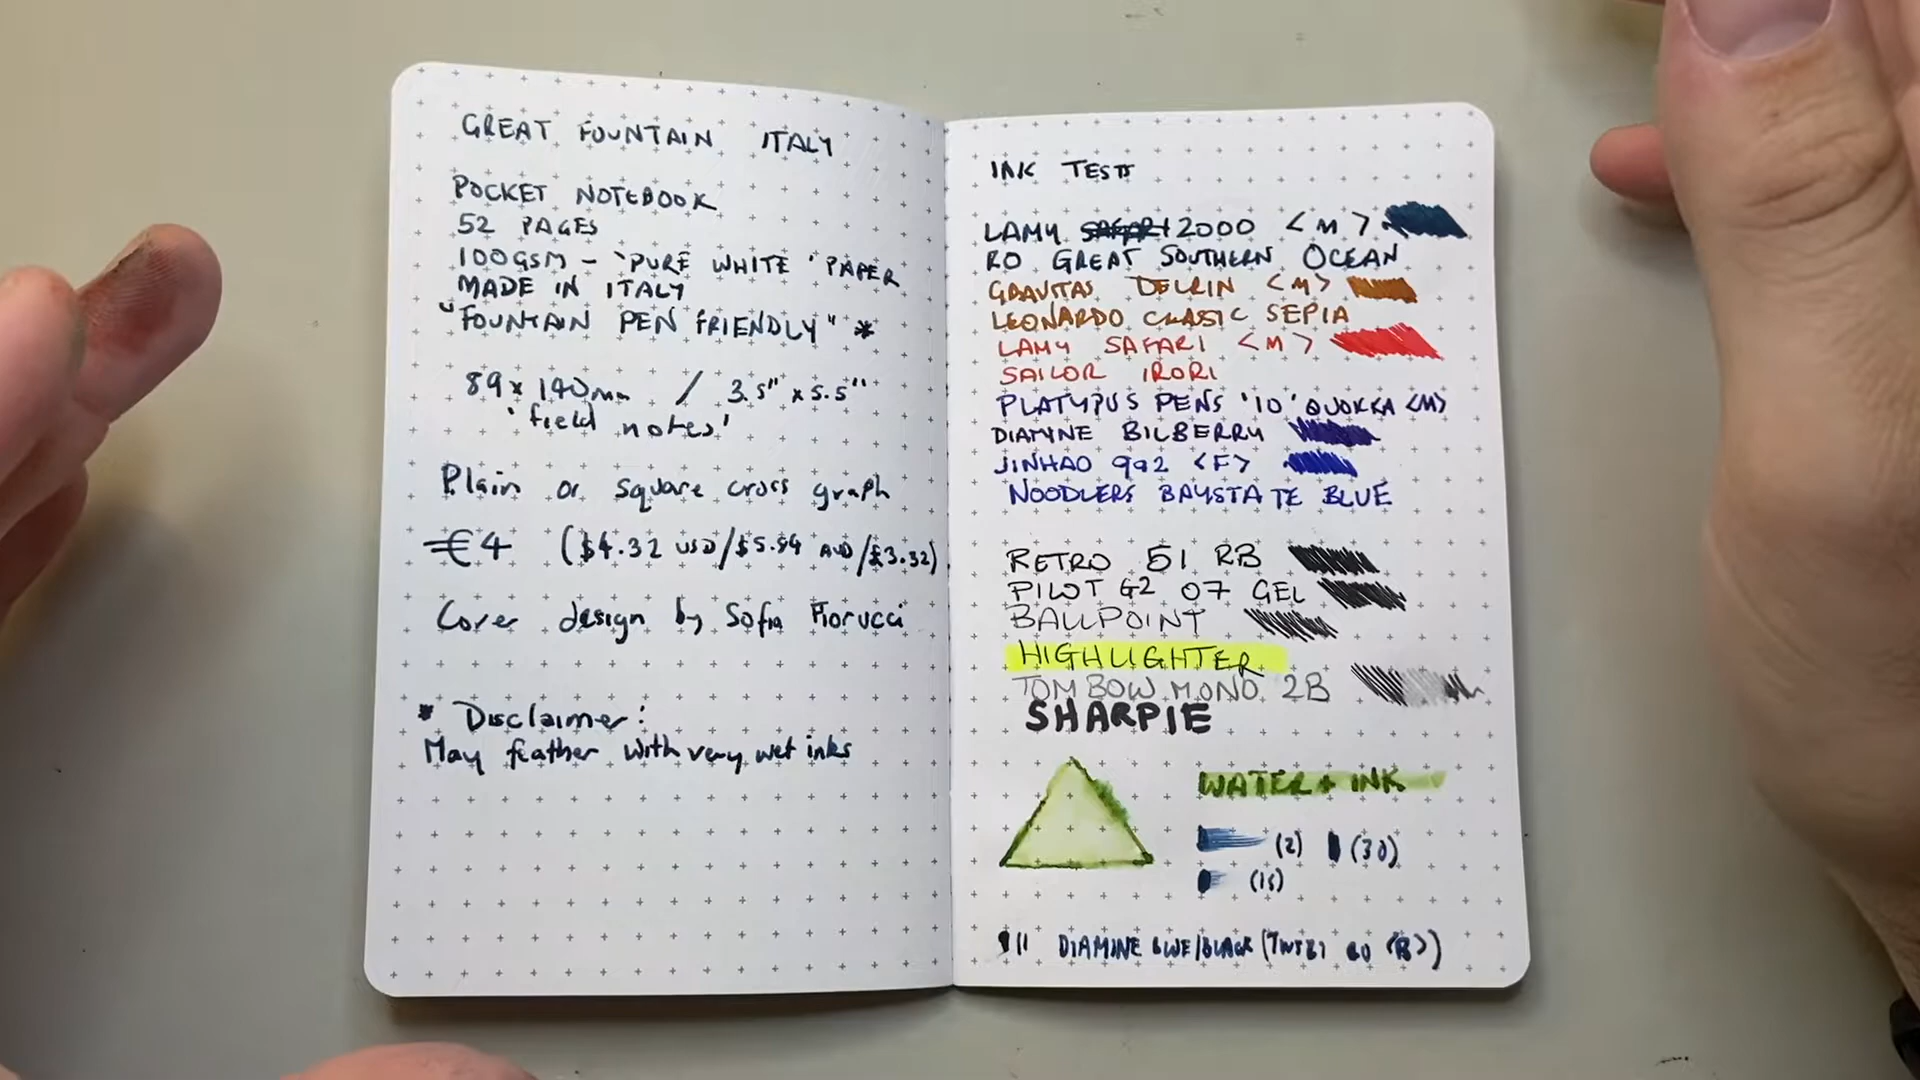 GREAT FOUNTAIN ITALY
POCKET NOTEBOOK
52 PAGES
100GSM - 'PURE WHITE' PAPER
MADE IN ITALY
"FOUNTAIN PEN FRIENDLY" *
89 x 140mm / 3.5" x 5.5"
'field notes'
Plain or square cross graph
€4 ($4.32 USD/$5.54 AUD/£3.32)
Cover design by Sofia Fiorucci
* Disclaimer:
May feather with very wet inks
INK TESTS
LAMY SAFARI 2000 <M>
RO GREAT SOUTHERN OCEAN
GRAVITAS DELRIN <M>
LEONARDO CLASIC SEPIA
LAMY SAFARI <M>
SAILOR IRORI
PLATYPUS PENS '10' QUOKKA <M>
DIAMINE BILBERRY
JINHAO 992 <F>
NOODLERS BAYSTATE BLUE
RETRO 51 RB
PILOT G2 07 GEL
BALLPOINT
HIGHLIGHTER
TOMBOW MONO 2B
SHARPIE
WATER + INK
(2) (30)
(15)
DIAMINE BLUE/BLACK (TWSBI GO <B>)